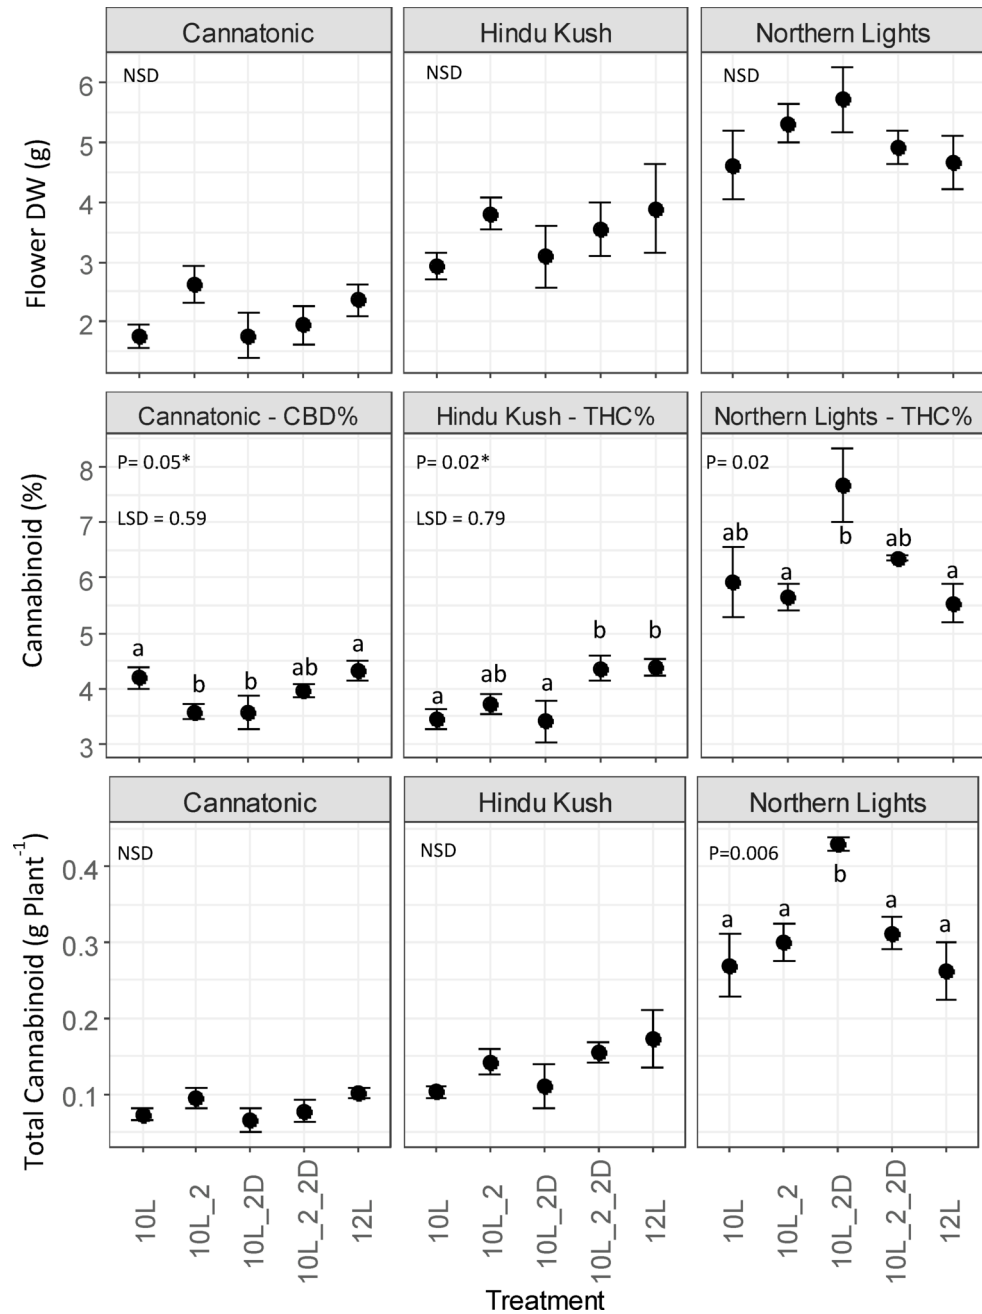 Cannatonic
Hindu Kush
Northern Lights
NSD
NSD
NSD
6
5
4
3
2
Flower DW (g)
Cannatonic - CBD%
Hindu Kush - THC%
Northern Lights - THC%
P= 0.05*
P= 0.02*
P= 0.02
LSD = 0.59
LSD = 0.79
8
7
6
5
4
3
Cannabinoid (%)
a
b
b
ab
a
a
ab
a
b
b
ab
a
b
ab
a
Cannatonic
Hindu Kush
Northern Lights
NSD
NSD
P=0.006
0.4
0.3
0.2
0.1
Total Cannabinoid (g Plant⁻¹)
a
a
b
a
a
10L
10L_2
10L_2D
10L_2_2D
12L
10L
10L_2
10L_2D
10L_2_2D
12L
10L
10L_2
10L_2D
10L_2_2D
12L
Treatment